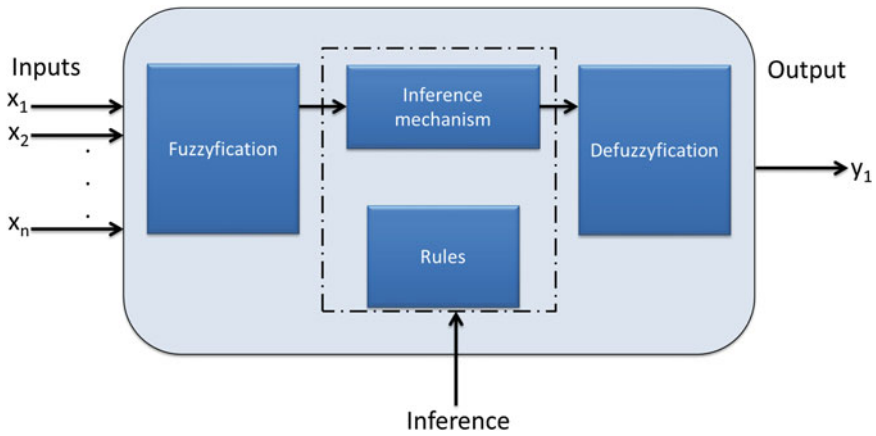 Inputs
x1
x2
.
.
.
xn
Fuzzyfication
Inference
mechanism
Rules
Defuzzyfication
Output
y1
Inference